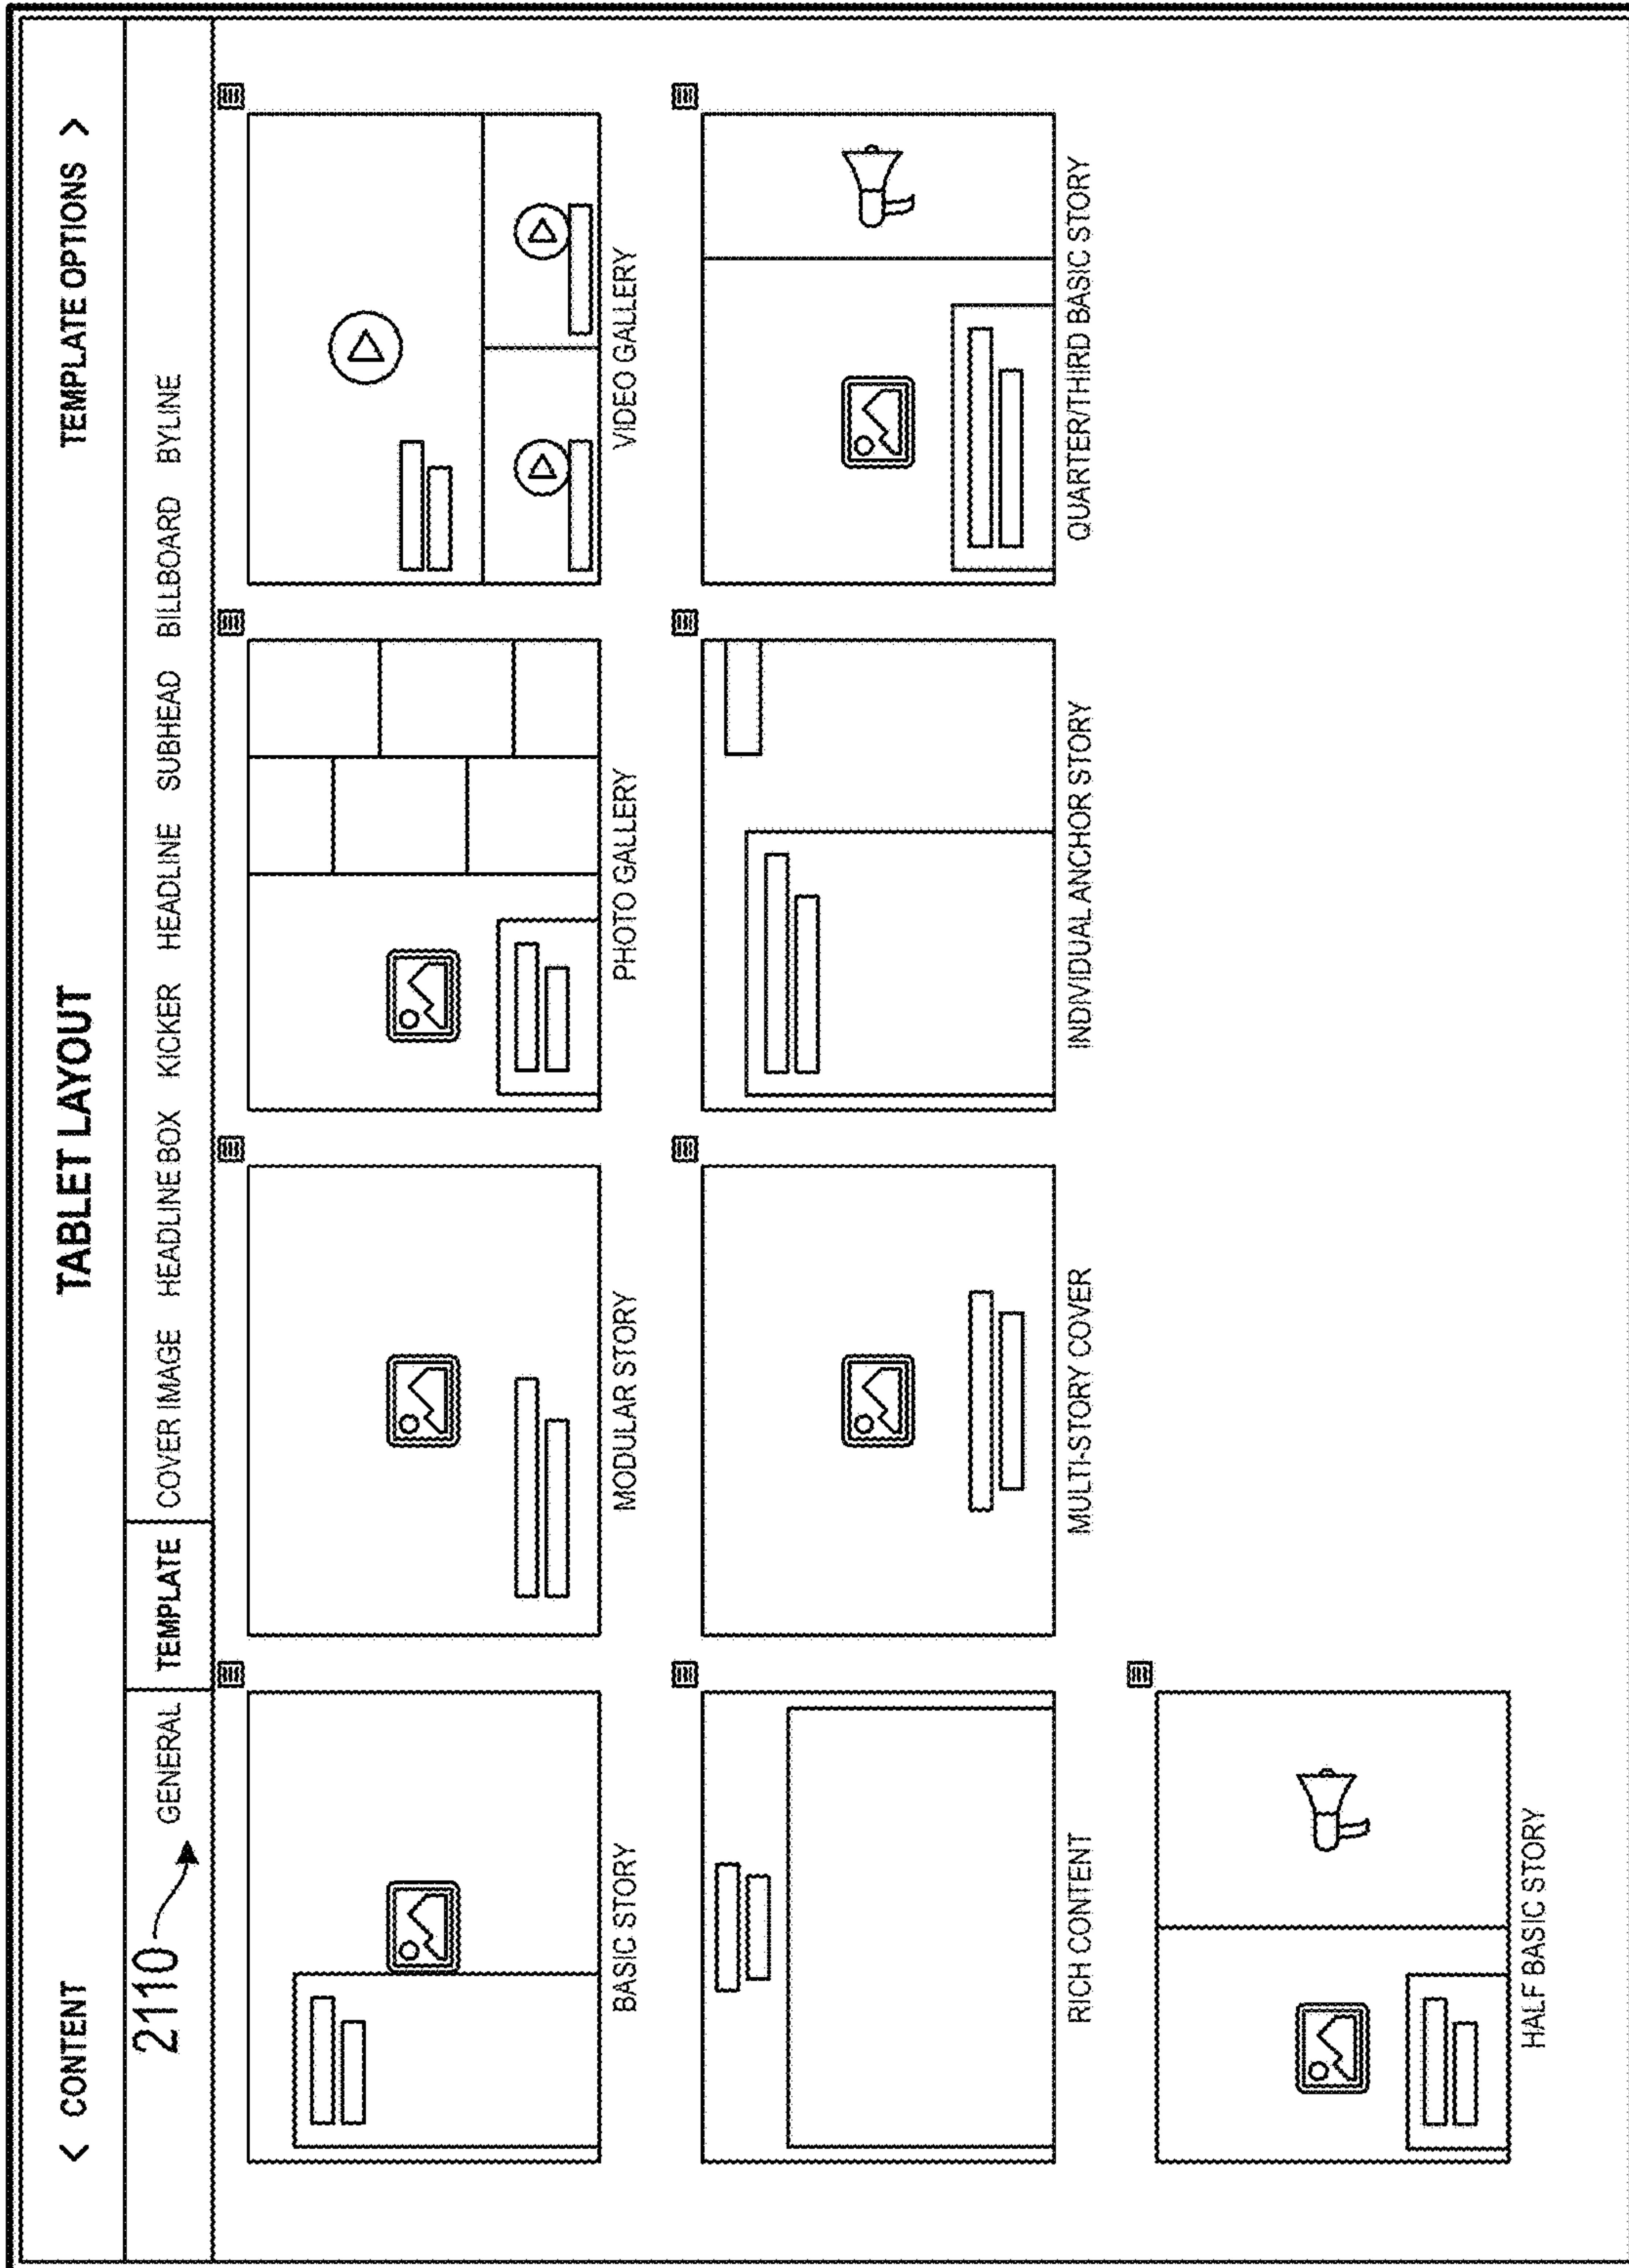 < CONTENT TABLET LAYOUT TEMPLATE OPTIONS >
2110 GENERAL TEMPLATE COVER IMAGE HEADLINE BOX KICKER HEADLINE SUBHEAD BILLBOARD BYLINE
BASIC STORY MODULAR STORY PHOTO GALLERY VIDEO GALLERY
RICH CONTENT MULTI-STORY COVER INDIVIDUAL ANCHOR STORY QUARTER/THIRD BASIC STORY
HALF BASIC STORY